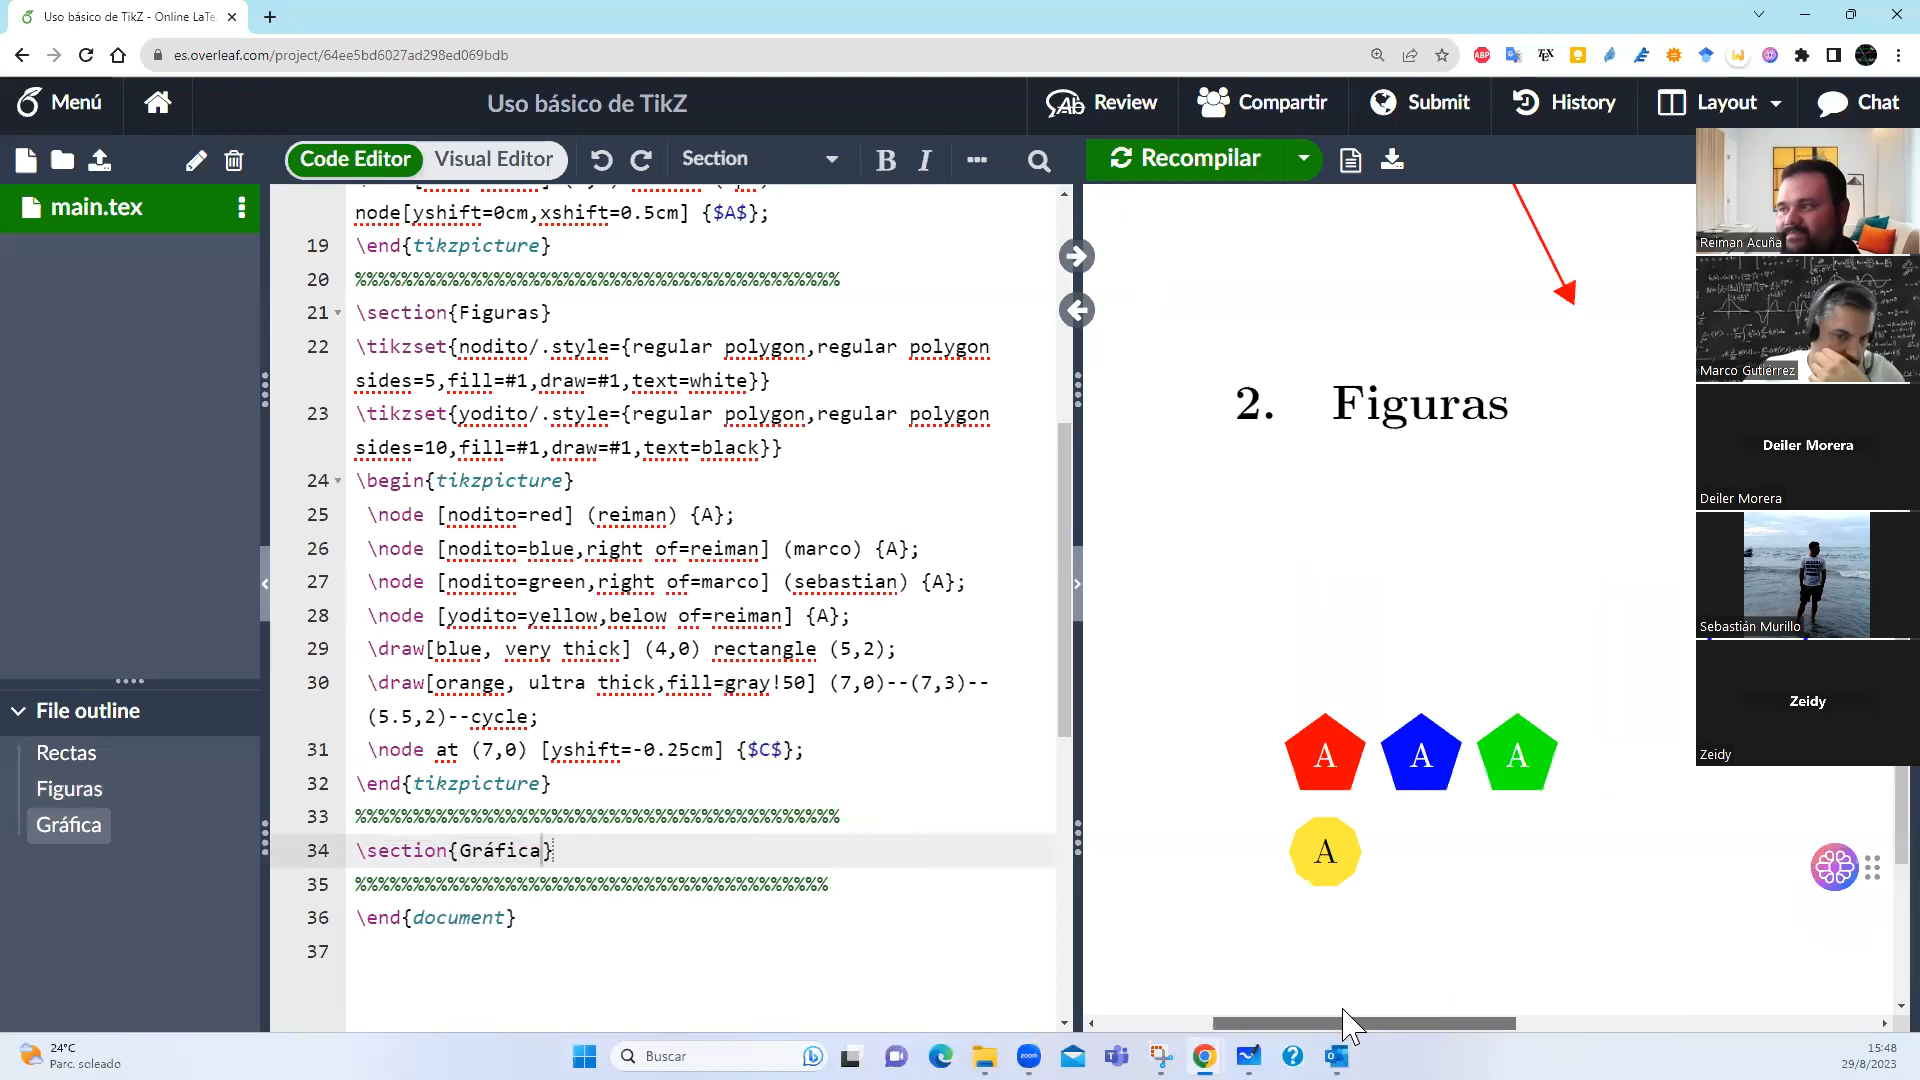 Uso básico de TikZ - Online LaTe
es.overleaf.com/project/64ee5bd6027ad298ed069bdb
ABP
TEX
Menú
Uso básico de TikZ
Review
Compartir
Submit
History
Layout
Chat
Code Editor
Visual Editor
Section
B I
Recompilar
main.tex
node[yshift=0cm,xshift=0.5cm] {$A$};
19 \end{tikzpicture}
20 %%%%%%%%%%%%%%%%%%%%%%%%%%%%%%%%%%%%%%%%%%
21 \section{Figuras}
22 \tikzset{nodito/.style={regular polygon,regular polygon
sides=5,fill=#1,draw=#1,text=white}}
23 \tikzset{yodito/.style={regular polygon,regular polygon
sides=10,fill=#1,draw=#1,text=black}}
24 \begin{tikzpicture}
25 \node [nodito=red] (reiman) {A};
26 \node [nodito=blue,right of=reiman] (marco) {A};
27 \node [nodito=green,right of=marco] (sebastian) {A};
28 \node [yodito=yellow,below of=reiman] {A};
29 \draw[blue, very thick] (4,0) rectangle (5,2);
30 \draw[orange, ultra thick,fill=gray!50] (7,0)--(7,3)--
(5.5,2)--cycle;
31 \node at (7,0) [yshift=-0.25cm] {$C$};
32 \end{tikzpicture}
33 %%%%%%%%%%%%%%%%%%%%%%%%%%%%%%%%%%%%%%%%%%
34 \section{Gráfica}
35 %%%%%%%%%%%%%%%%%%%%%%%%%%%%%%%%%%%%%%%%%
36 \end{document}
37
File outline
Rectas
Figuras
Gráfica
2. Figuras
A A A
A
Reiman Acuña
Marco Gutiérrez
Deiler Morera
Deiler Morera
Sebastián Murillo
Zeidy
Zeidy
24°C
Parc. soleado
Buscar
zoom
15:48
29/8/2023